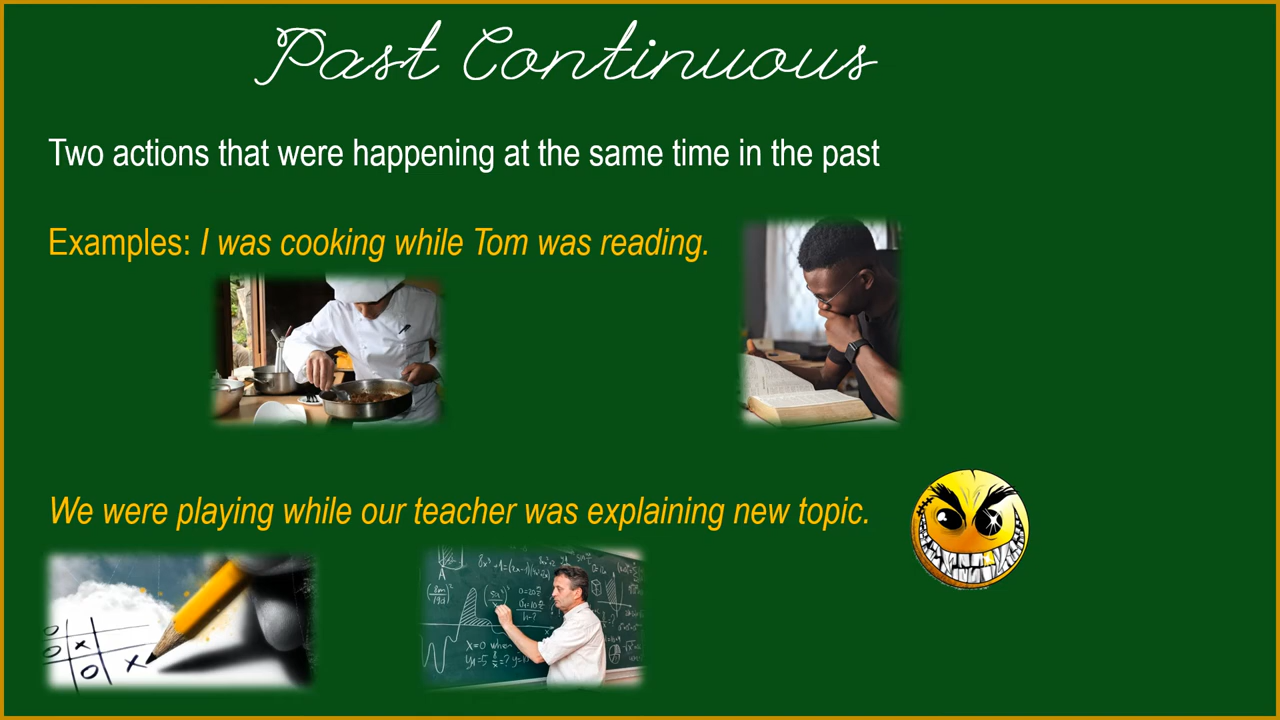 Past Continuous
Two actions that were happening at the same time in the past
Examples: I was cooking while Tom was reading.
We were playing while our teacher was explaining new topic.